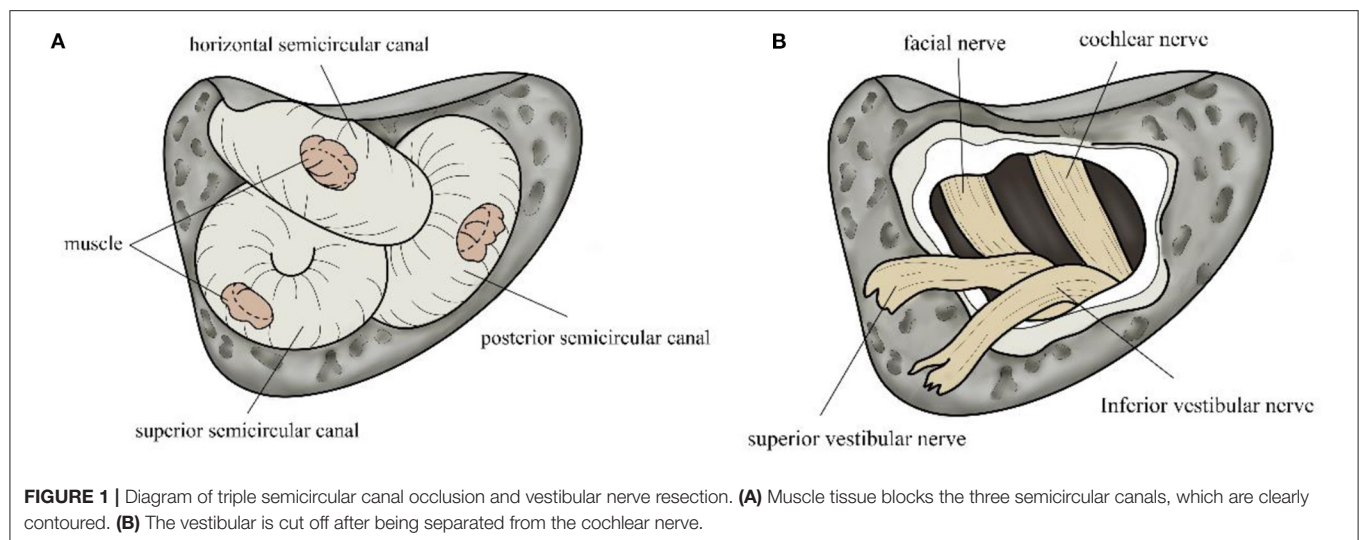 A
horizontal semicircular canal
muscle
posterior semicircular canal
superior semicircular canal
B
facial nerve
cochlear nerve
Inferior vestibular nerve
superior vestibular nerve
FIGURE 1 | Diagram of triple semicircular canal occlusion and vestibular nerve resection. (A) Muscle tissue blocks the three semicircular canals, which are clearly
contoured. (B) The vestibular is cut off after being separated from the cochlear nerve.